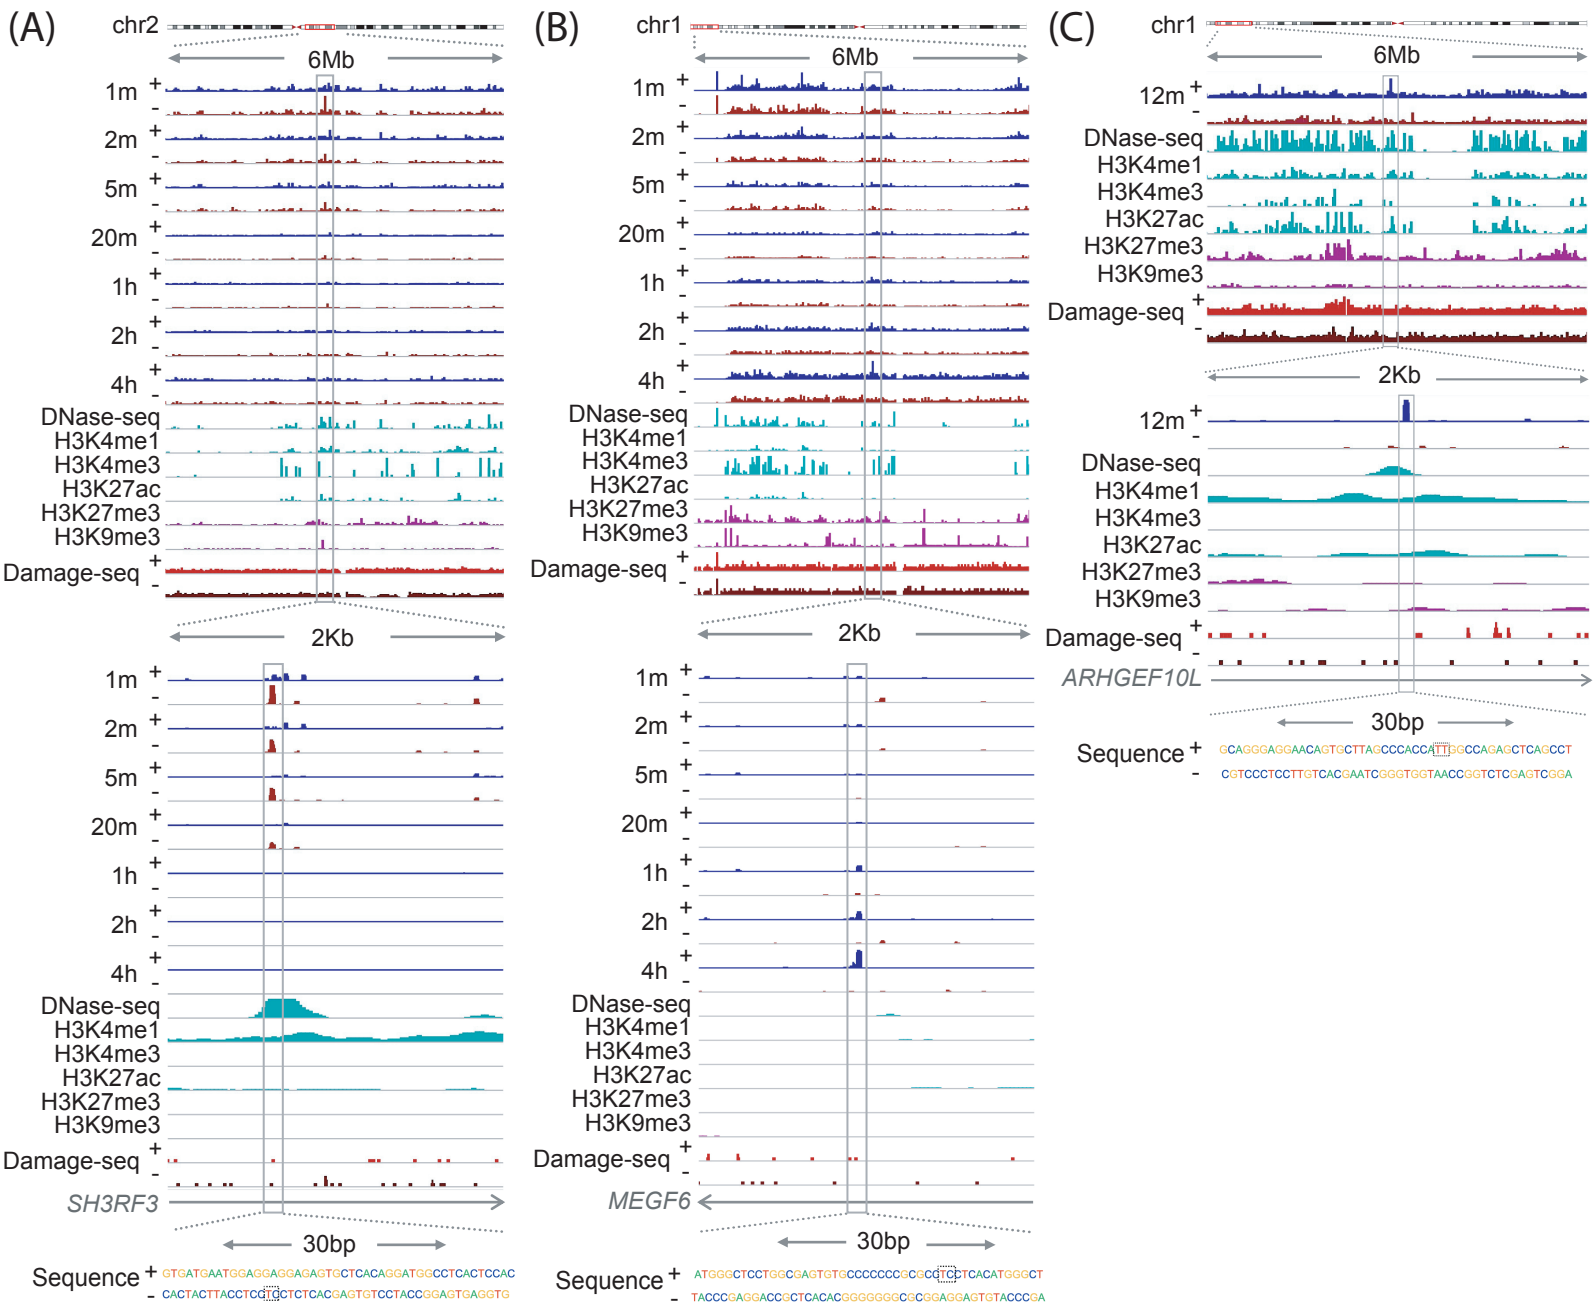 (A)
chr2
6Mb
1m + -
2m + -
5m + -
20m + -
1h + -
2h + -
4h + -
DNase-seq
H3K4me1
H3K4me3
H3K27ac
H3K27me3
H3K9me3
Damage-seq + -
2Kb
1m + -
2m + -
5m + -
20m + -
1h + -
2h + -
4h + -
DNase-seq
H3K4me1
H3K4me3
H3K27ac
H3K27me3
H3K9me3
Damage-seq + -
SH3RF3
30bp
Sequence + GTGATGAATGGAGGAGGAGAGTGCTCACAGGATGGCCTCACTCCAC
- CACTACTTACCTCCTCCTCTCACGAGTGTCCTACCGGAGTGAGGTG
(B)
chr1
6Mb
1m + -
2m + -
5m + -
20m + -
1h + -
2h + -
4h + -
DNase-seq
H3K4me1
H3K4me3
H3K27ac
H3K27me3
H3K9me3
Damage-seq + -
2Kb
1m + -
2m + -
5m + -
20m + -
1h + -
2h + -
4h + -
DNase-seq
H3K4me1
H3K4me3
H3K27ac
H3K27me3
H3K9me3
Damage-seq + -
MEGF6
30bp
Sequence + ATGGGCTCCTGGCGAGTGTGCCCCCCCGCGCCTCCTCACATGGGCT
- TACCCGAGGACCGCTCACACGGGGGGGCGCGGAGGAGTGTACCCGA
(C)
chr1
6Mb
12m + -
DNase-seq
H3K4me1
H3K4me3
H3K27ac
H3K27me3
H3K9me3
Damage-seq + -
2Kb
12m + -
DNase-seq
H3K4me1
H3K4me3
H3K27ac
H3K27me3
H3K9me3
Damage-seq + -
ARHGEF10L
30bp
Sequence + GCAGGGAGGAACAGTGCTTAGCCCACCATTGGCCAGAGCTCAGCCT
- CGTCCCTCCTTGTCACGAATCGGGTGGTAACCGGTCTCGAGTCGGA